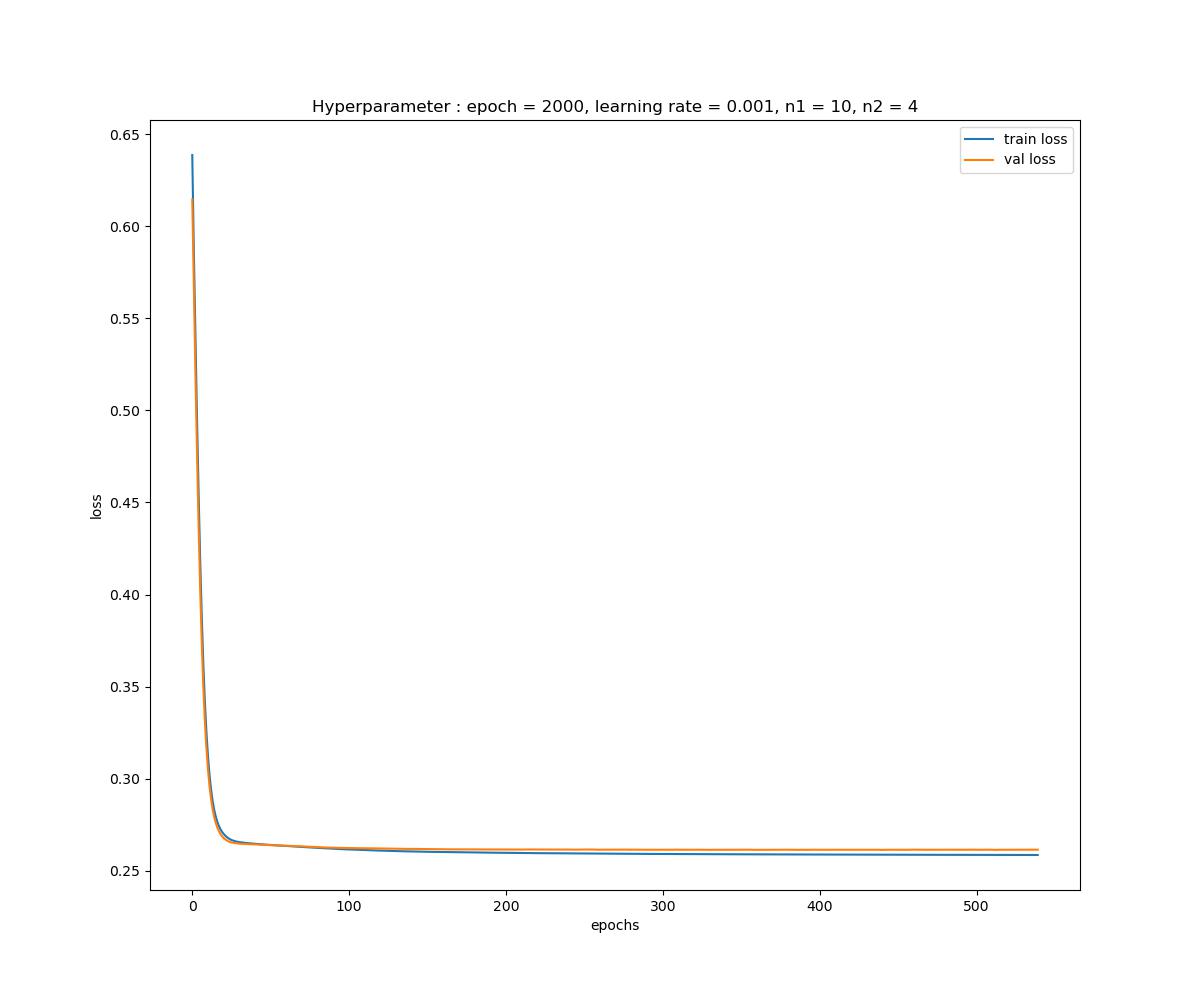 Hyperparameter : epoch = 2000, learning rate = 0.001, n1 = 10, n2 = 4
train loss
val loss
0.65
0.60
0.55
0.50
0.45
0.40
0.35
0.30
0.25
loss
0 100 200 300 400 500
epochs